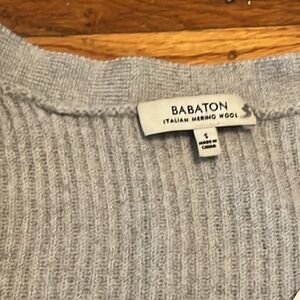 BABATON
ITALIAN MERINO WOOL
S
MADE IN
CHINA